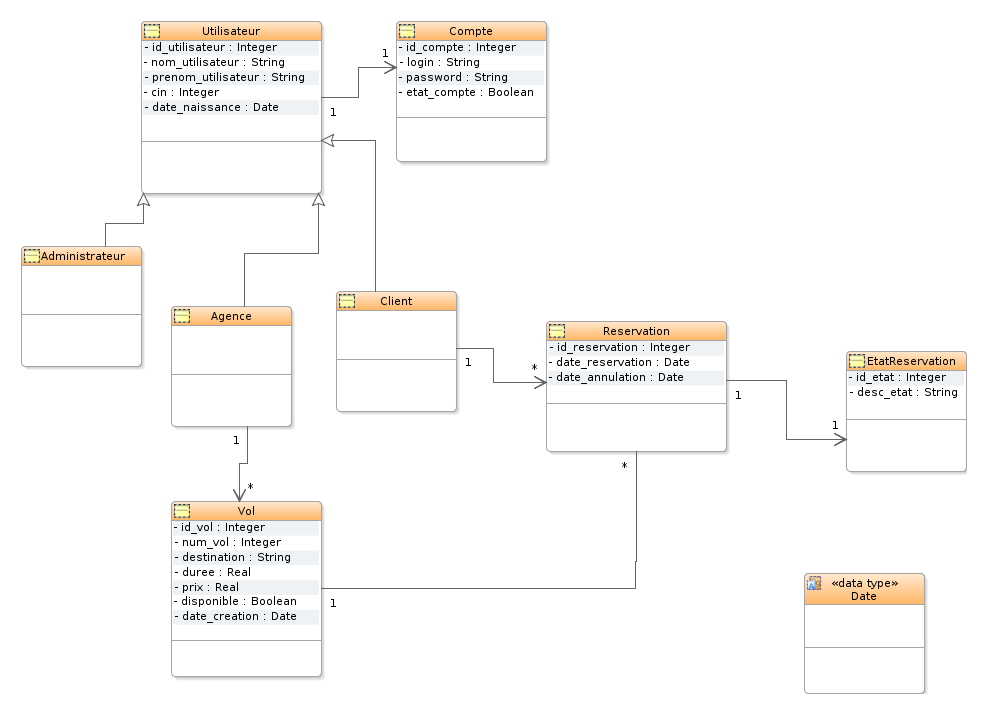 Utilisateur
- id_utilisateur : Integer
- nom_utilisateur : String
- prenom_utilisateur : String
- cin : Integer
- date_naissance : Date
1
1
Compte
- id_compte : Integer
- login : String
- password : String
- etat_compte : Boolean
Administrateur
Agence
Client
1
*
Reservation
- id_reservation : Integer
- date_reservation : Date
- date_annulation : Date
1
1
EtatReservation
- id_etat : Integer
- desc_etat : String
1
*
*
Vol
- id_vol : Integer
- num_vol : Integer
- destination : String
- duree : Real
- prix : Real
- disponible : Boolean
- date_creation : Date
1
«data type»
Date